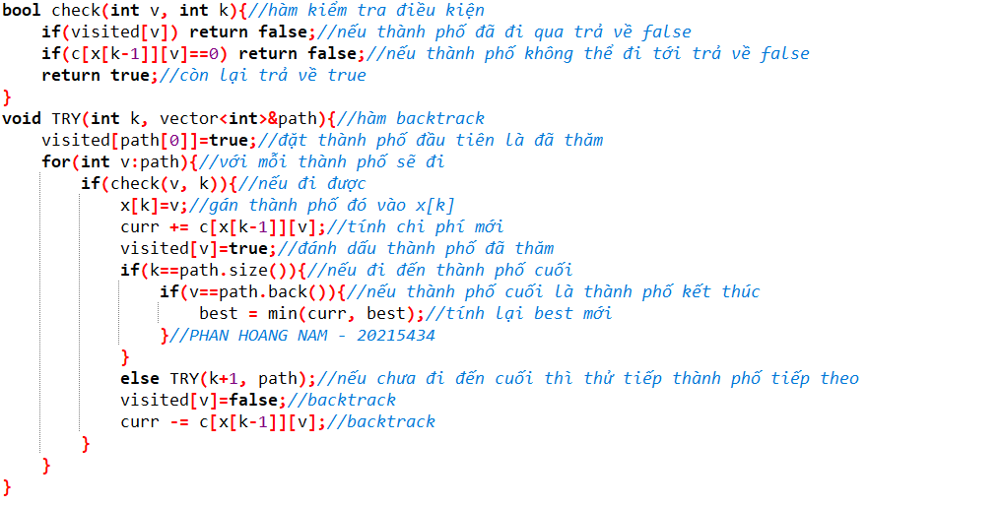 bool check(int v, int k){//hàm kiểm tra điều kiện
    if(visited[v]) return false;//nếu thành phố đã đi qua trả về false
    if(c[x[k-1]][v]==0) return false;//nếu thành phố không thể đi tới trả về false
    return true;//còn lại trả về true
}
void TRY(int k, vector<int>&path){//hàm backtrack
    visited[path[0]]=true;//đặt thành phố đầu tiên là đã thăm
    for(int v:path){//với mỗi thành phố sẽ đi
        if(check(v, k)){//nếu đi được
            x[k]=v;//gán thành phố đó vào x[k]
            curr += c[x[k-1]][v];//tính chi phí mới
            visited[v]=true;//đánh dấu thành phố đã thăm
            if(k==path.size()){//nếu đi đến thành phố cuối
                if(v==path.back()){//nếu thành phố cuối là thành phố kết thúc
                    best = min(curr, best);//tính lại best mới
                }//PHAN HOANG NAM - 20215434
            }
            else TRY(k+1, path);//nếu chưa đi đến cuối thì thử tiếp thành phố tiếp theo
            visited[v]=false;//backtrack
            curr -= c[x[k-1]][v];//backtrack
        }
    }
}